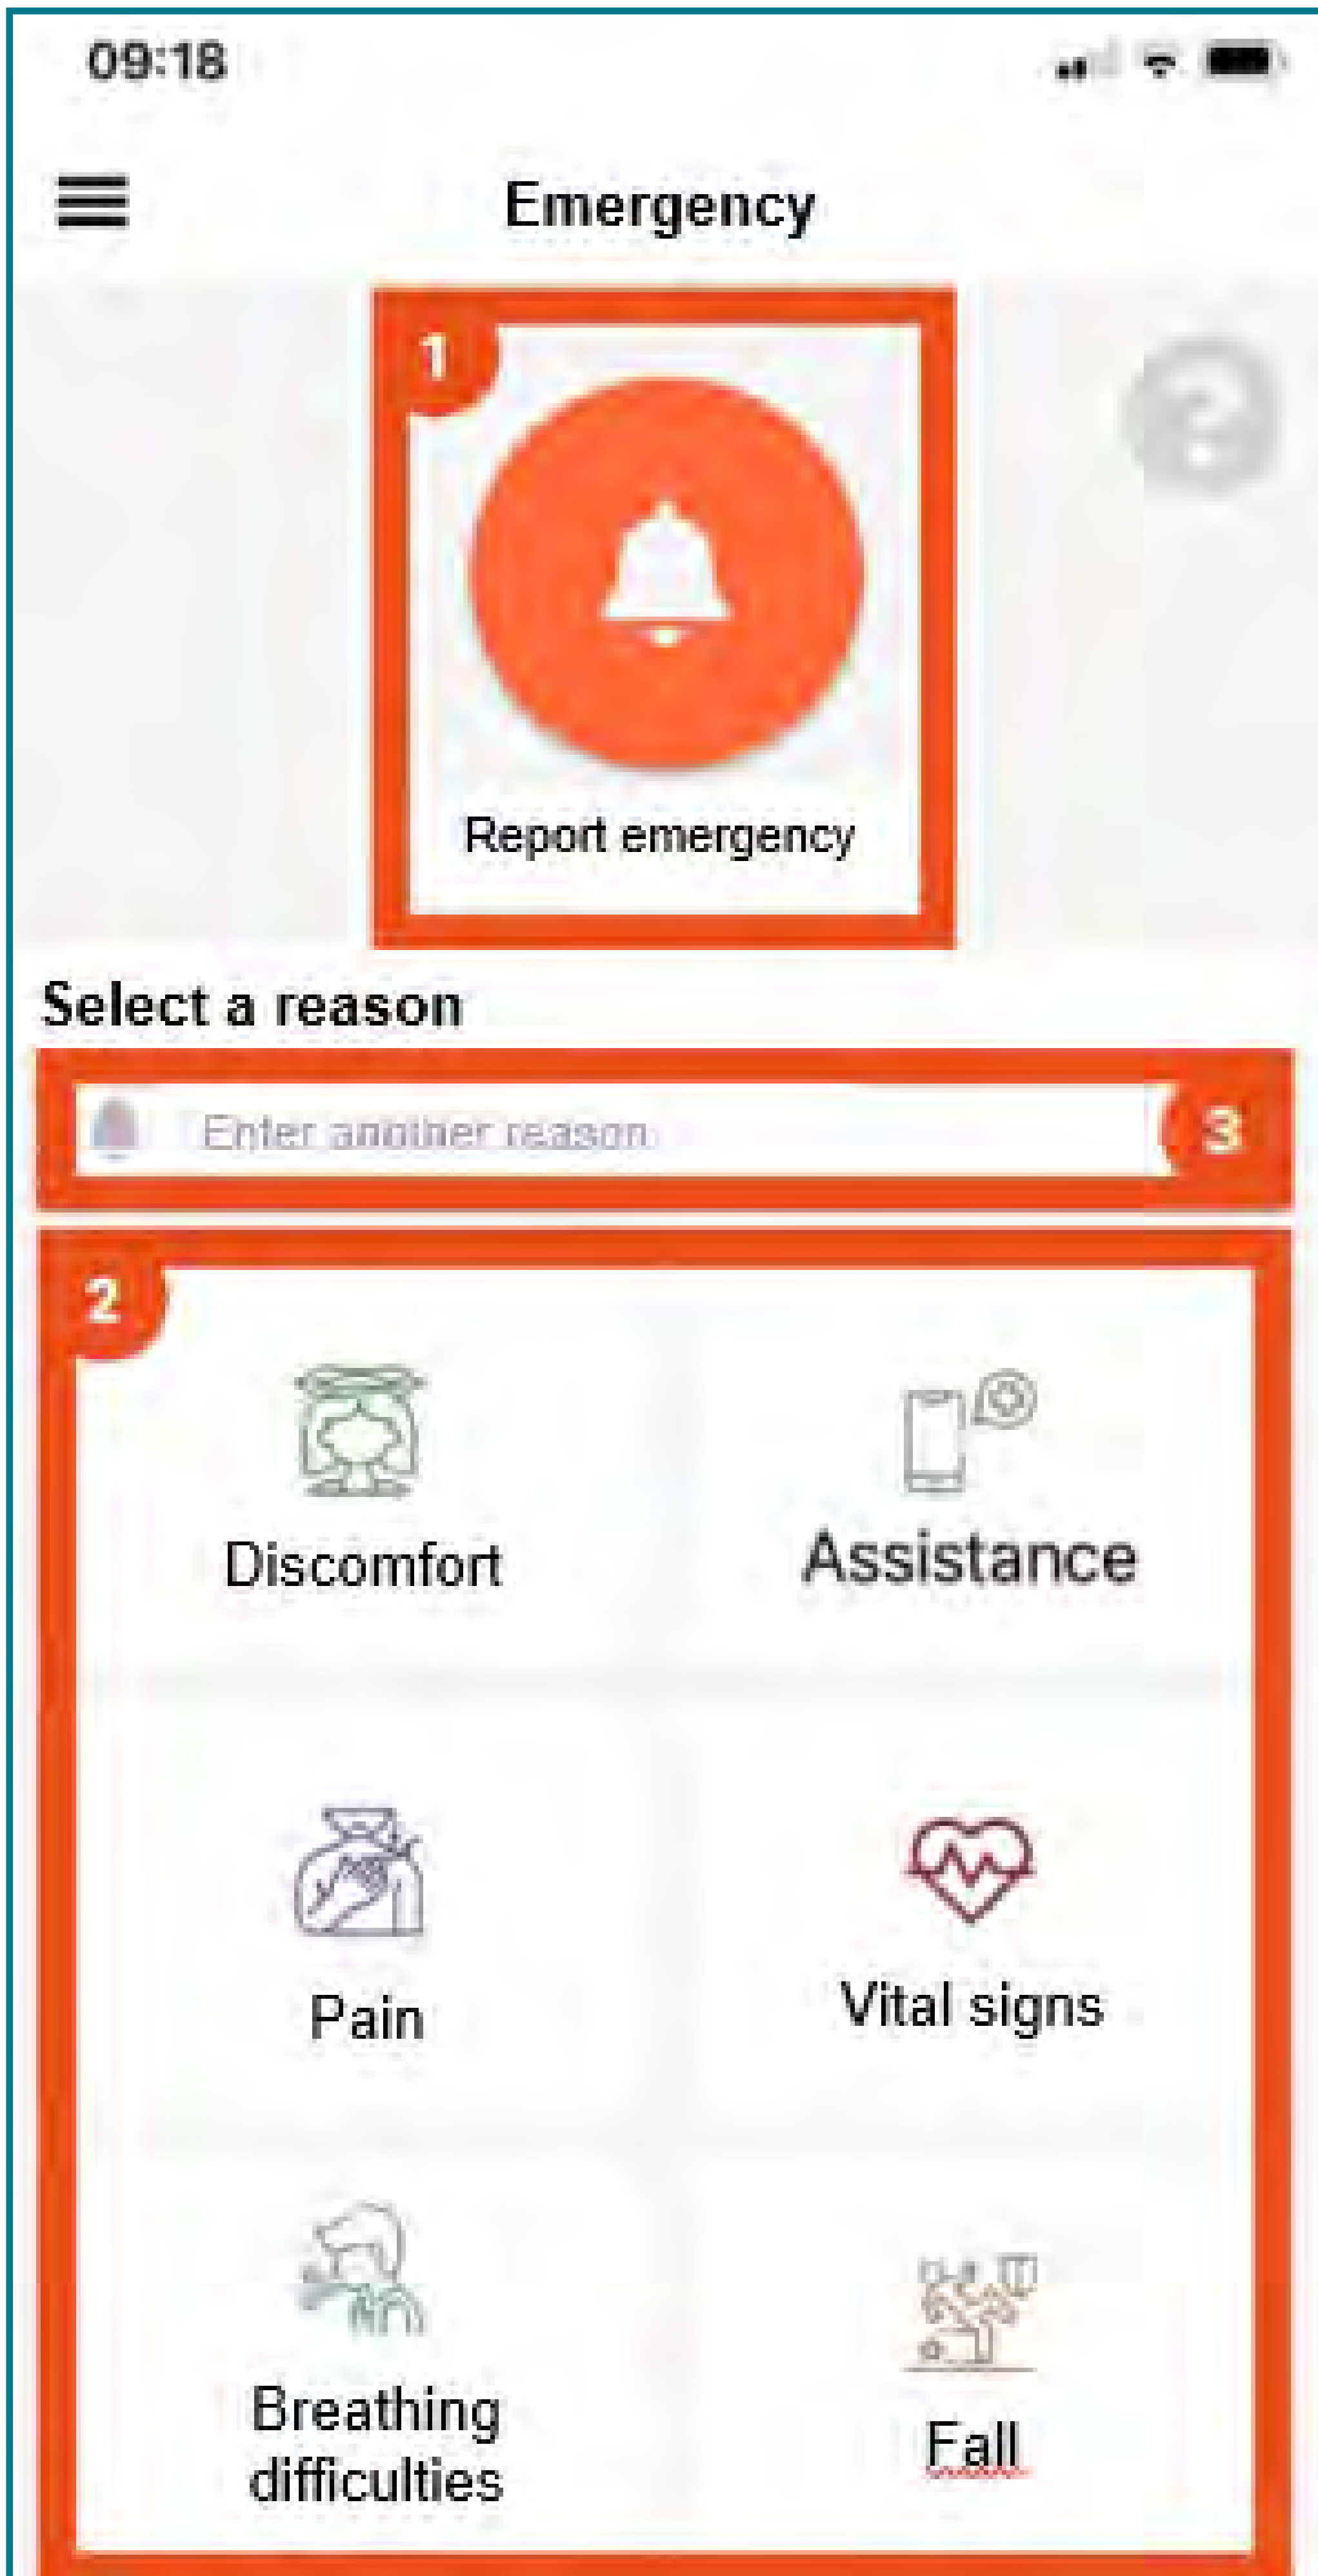 09:18
Emergency
1
?
Report emergency
Select a reason
Enter another reason
3
2
Discomfort
Assistance
Pain
Vital signs
Breathing
difficulties
Fall